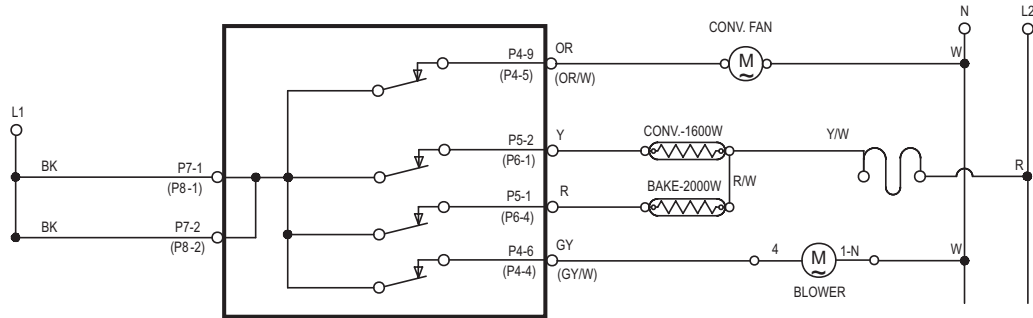 N
L2
CONV. FAN
OR
P4-9
W
(P4-5)
(OR/W)
M
~
L1
Y
CONV.-1600W
Y/W
P5-2
BK
P7-1
(P6-1)
(P8-1)
R
R/W
P5-1
R
BAKE-2000W
BK
P7-2
(P6-4)
(P8-2)
GY
P4-6
4
M
~
1-N
W
(P4-4)
(GY/W)
BLOWER